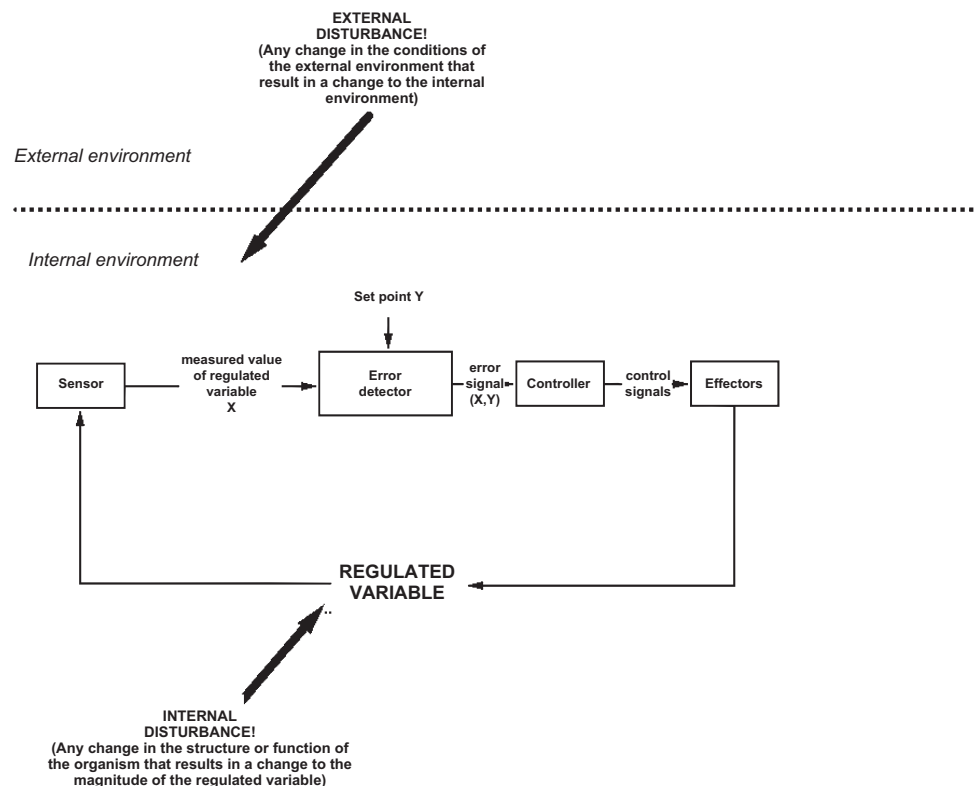 EXTERNAL
DISTURBANCE!
(Any change in the conditions of
the external environment that
result in a change to the internal
environment)
External environment
Internal environment
Set point Y
Sensor
measured value
of regulated
variable
X
Error
detector
error
signal
(X,Y)
Controller
control
signals
Effectors
REGULATED
VARIABLE
..
INTERNAL
DISTURBANCE!
(Any change in the structure or function of
the organism that results in a change to the
magnitude of the regulated variable)